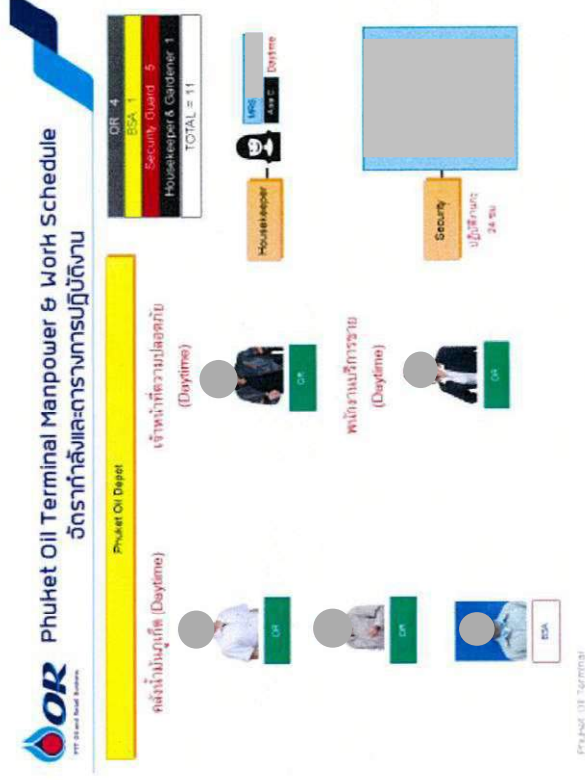 OR
PTT Oil and Retail Business
Phuket Oil Terminal Manpower & Work Schedule
อัตรากำลังและตารางการปฏิบัติงาน
OR 4
BSA 1
Security Guard 5
Housekeeper & Gardener 1
TOTAL = 11
Phuket Oil Depot
คลังน้ำมันภูเก็ต (Daytime)
OR
OR
BSA
เจ้าหน้าที่ความปลอดภัย
(Daytime)
OR
พนักงานบริการขาย
(Daytime)
OR
Housekeeper
MRS.
Asia C
Daytime
Security
ปฏิบัติงานกะ
24 ชม
Phuket Oil Terminal